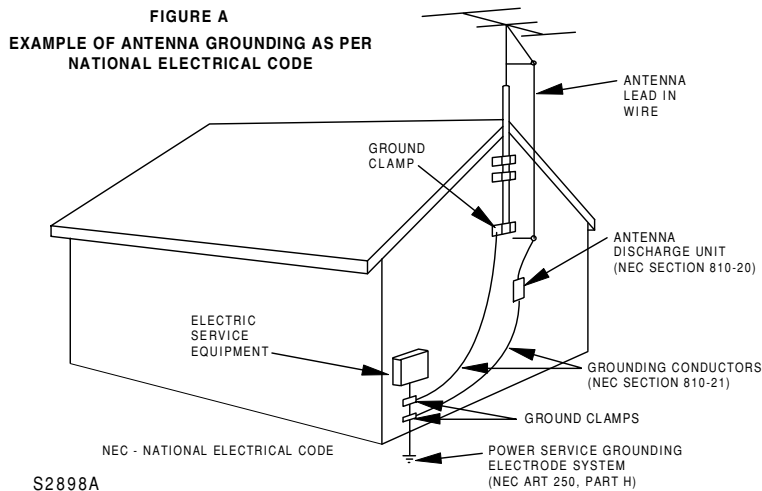 FIGURE A
EXAMPLE OF ANTENNA GROUNDING AS PER
NATIONAL ELECTRICAL CODE
ANTENNA
LEAD IN
WIRE
GROUND
CLAMP
ANTENNA
DISCHARGE UNIT
(NEC SECTION 810-20)
ELECTRIC
SERVICE
EQUIPMENT
GROUNDING CONDUCTORS
(NEC SECTION 810-21)
GROUND CLAMPS
NEC - NATIONAL ELECTRICAL CODE
POWER SERVICE GROUNDING
ELECTRODE SYSTEM
(NEC ART 250, PART H)
S2898A